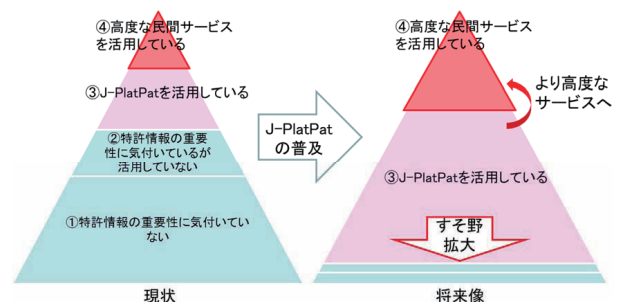 ④高度な民間サービス
を活用している
③J-PlatPatを活用している
②特許情報の重要
性に気付いているが
活用していない
①特許情報の重要性に気付いてい
ない
現状
J-PlatPat
の普及
④高度な民間サービス
を活用している
より高度な
サービスへ
③J-PlatPatを活用している
すそ野
拡大
将来像